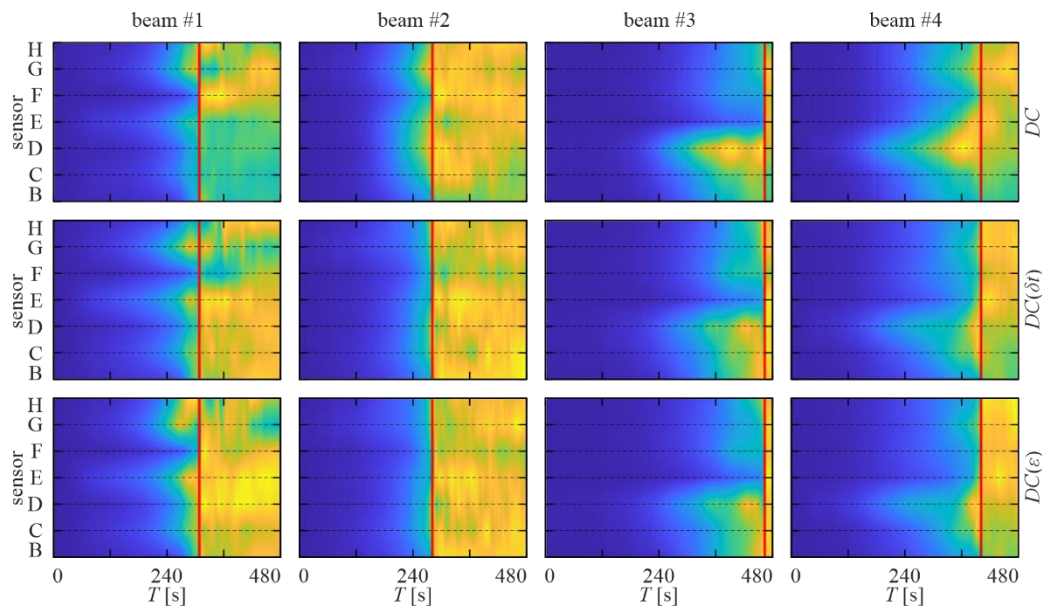 beam #1 beam #2 beam #3 beam #4
H
G
F
E
D
C
B
sensor
DC
H
G
F
E
D
C
B
sensor
DC(δt)
H
G
F
E
D
C
B
sensor
DC(ε)
0 240 480 0 240 480 0 240 480 0 240 480
T [s] T [s] T [s] T [s]